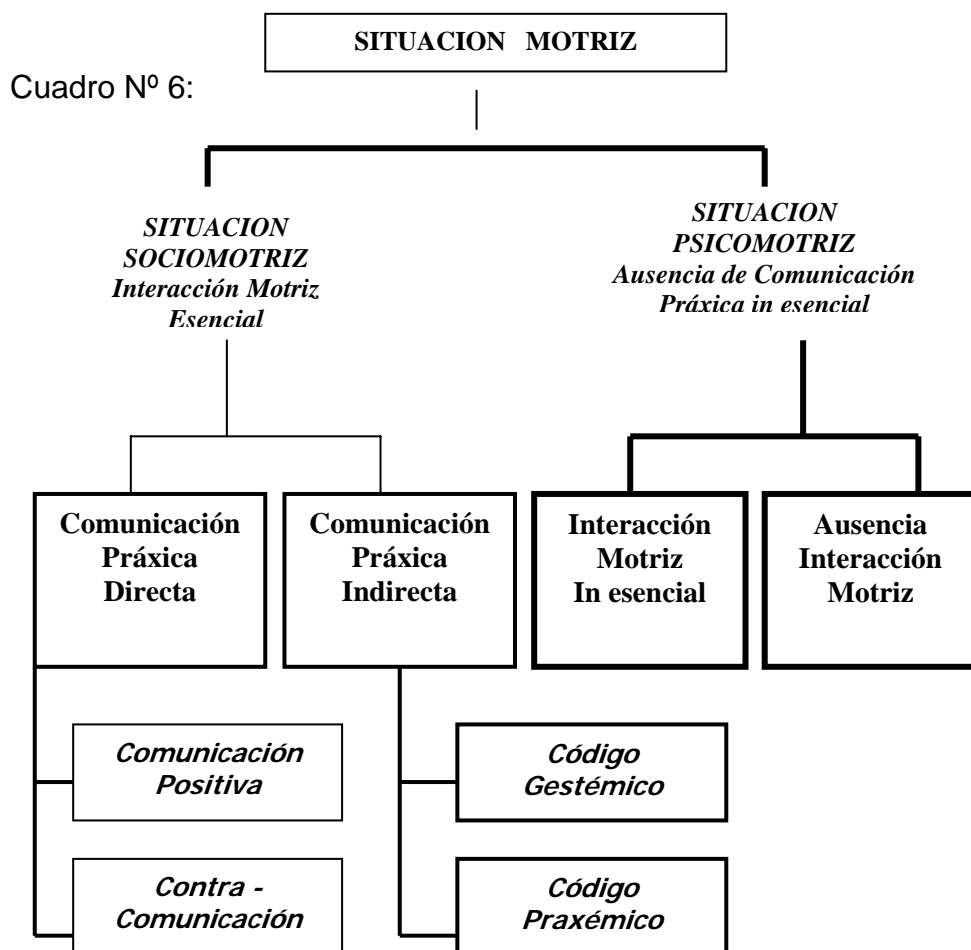 SITUACION MOTRIZ
Cuadro Nº 6:
SITUACION
SOCIOMOTRIZ
Interacción Motriz
Esencial
SITUACION
PSICOMOTRIZ
Ausencia de Comunicación
Práxica in esencial
Comunicación
Práxica
Directa
Comunicación
Práxica
Indirecta
Interacción
Motriz
In esencial
Ausencia
Interacción
Motriz
Comunicación
Positiva
Código
Gestémico
Contra -
Comunicación
Código
Praxémico